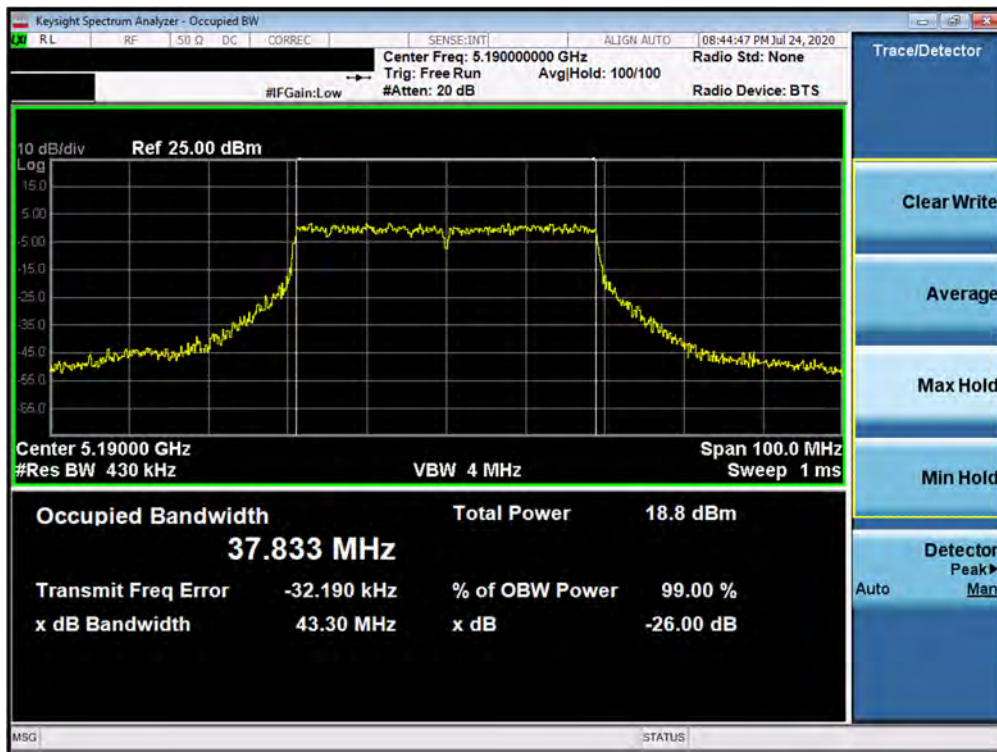 Keysight Spectrum Analyzer - Occupied BW
LXI RL RF 50 Ω DC CORREC SENSE:INT ALIGN AUTO 08:44:47 PM Jul 24, 2020
Center Freq: 5.190000000 GHz Radio Std: None
Trig: Free Run Avg|Hold: 100/100
#IFGain:Low #Atten: 20 dB Radio Device: BTS
Trace/Detector
10 dB/div Ref 25.00 dBm
Log
15.0
5.00
-5.00
-15.0
-25.0
-35.0
-45.0
-55.0
-65.0
Center 5.19000 GHz Span 100.0 MHz
#Res BW 430 kHz VBW 4 MHz Sweep 1 ms
Occupied Bandwidth Total Power 18.8 dBm
37.833 MHz
Transmit Freq Error -32.190 kHz % of OBW Power 99.00 %
x dB Bandwidth 43.30 MHz x dB -26.00 dB
Clear Write
Average
Max Hold
Min Hold
Detector
Peak▶
Auto Man
MSG STATUS